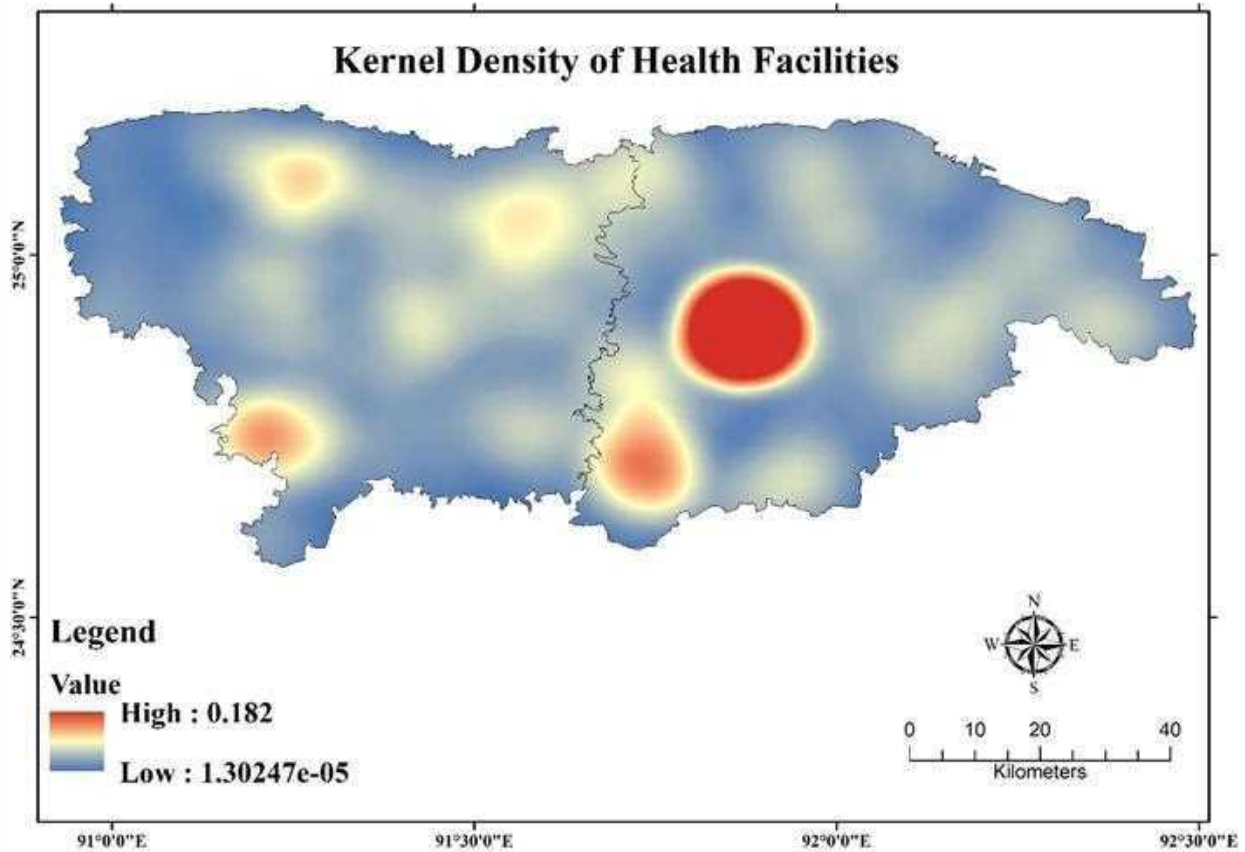 Kernel Density of Health Facilities
25°0'0"N
24°30'0"N
Legend
Value
High : 0.182
Low : 1.30247e-05
N
W E
S
0 10 20 40
Kilometers
91°0'0"E 91°30'0"E 92°0'0"E 92°30'0"E